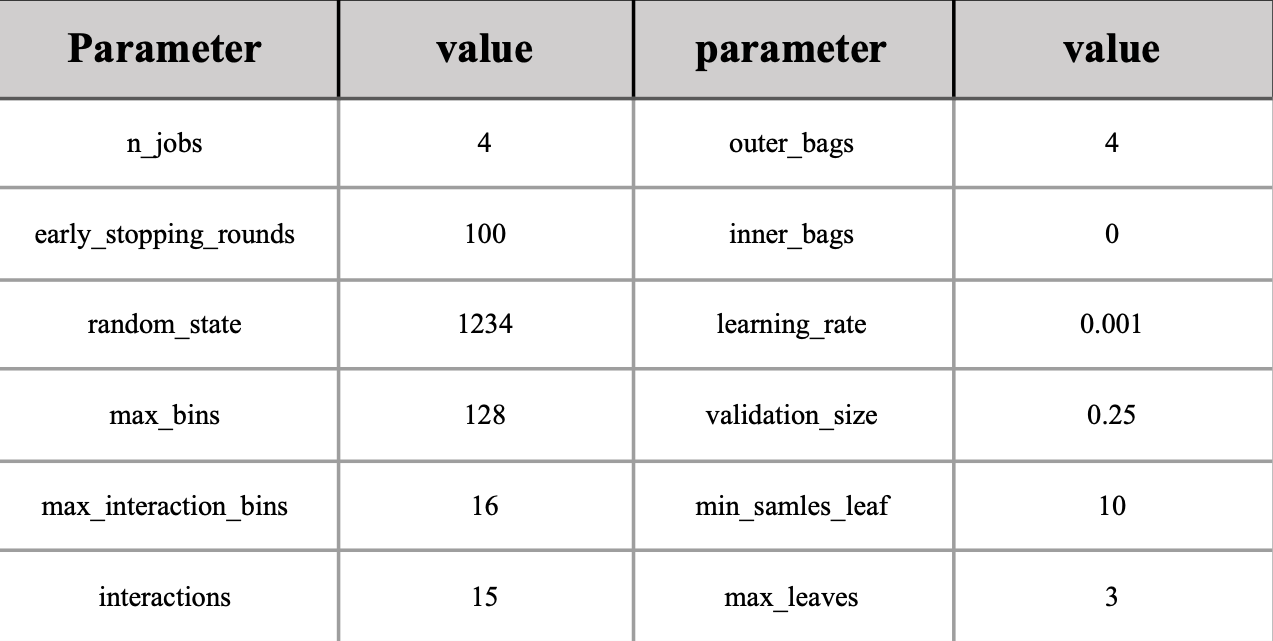 Parameter value parameter value
n_jobs 4 outer_bags 4
early_stopping_rounds 100 inner_bags 0
random_state 1234 learning_rate 0.001
max_bins 128 validation_size 0.25
max_interaction_bins 16 min_samles_leaf 10
interactions 15 max_leaves 3